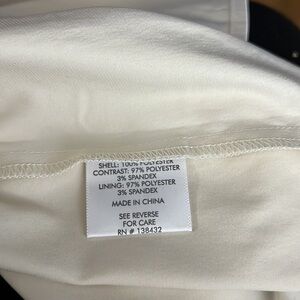 SHELL: 100% POLYESTER
CONTRAST: 97% POLYESTER
3% SPANDEX
LINING: 97% POLYESTER
3% SPANDEX
MADE IN CHINA
SEE REVERSE
FOR CARE
RN # 138432